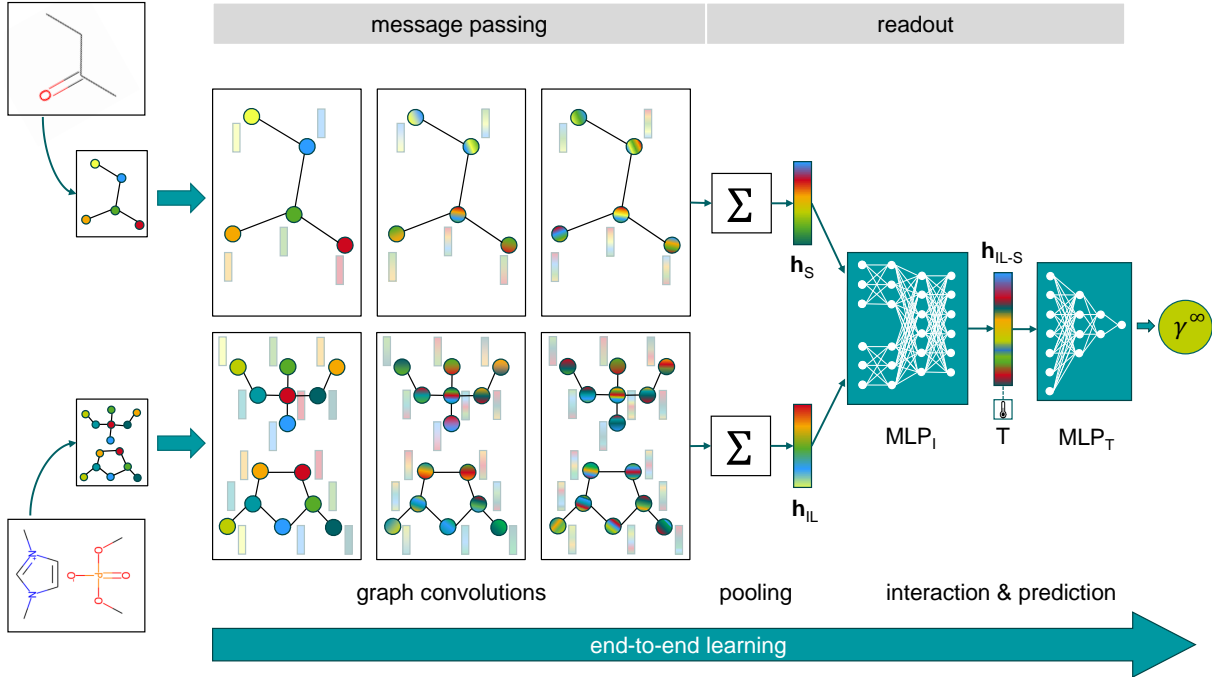 message passing
readout
O
Σ
h_S
h_IL-S
γ^∞
MLP_I
T
MLP_T
Σ
h_IL
N
N+
O
O-
P
O
O
graph convolutions
pooling
interaction & prediction
end-to-end learning